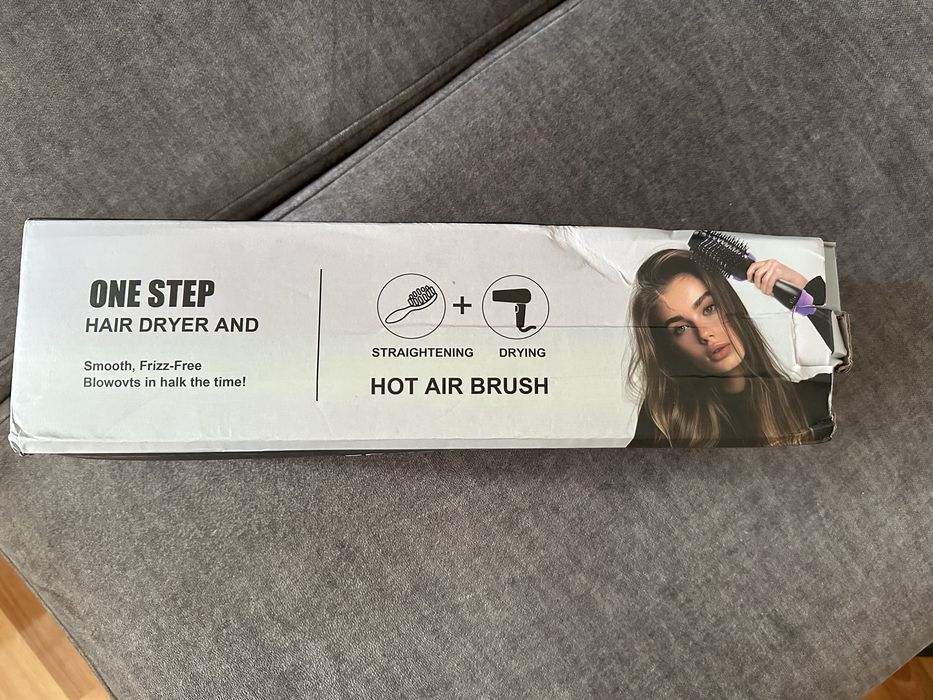 ONE STEP
HAIR DRYER AND
Smooth, Frizz-Free
Blowovts in halk the time!
STRAIGHTENING + DRYING
HOT AIR BRUSH